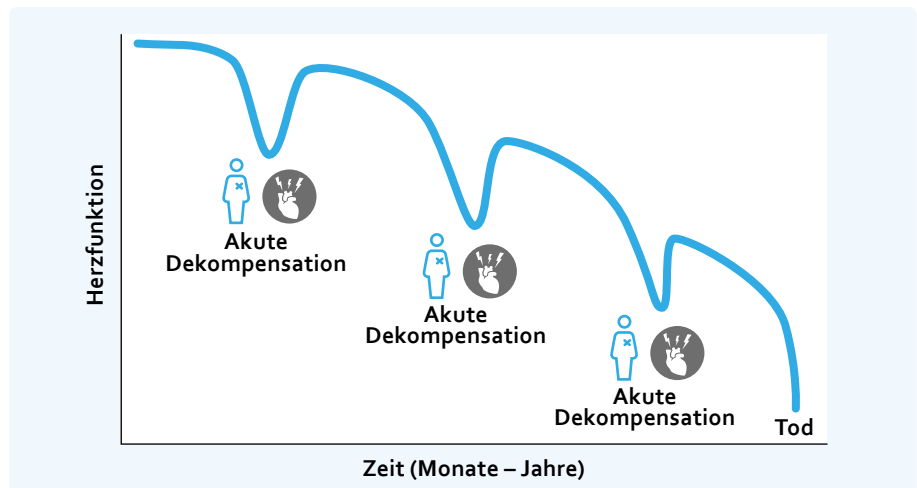 Herzfunktion
Akute
Dekompensation
Akute
Dekompensation
Akute
Dekompensation
Tod
Zeit (Monate – Jahre)